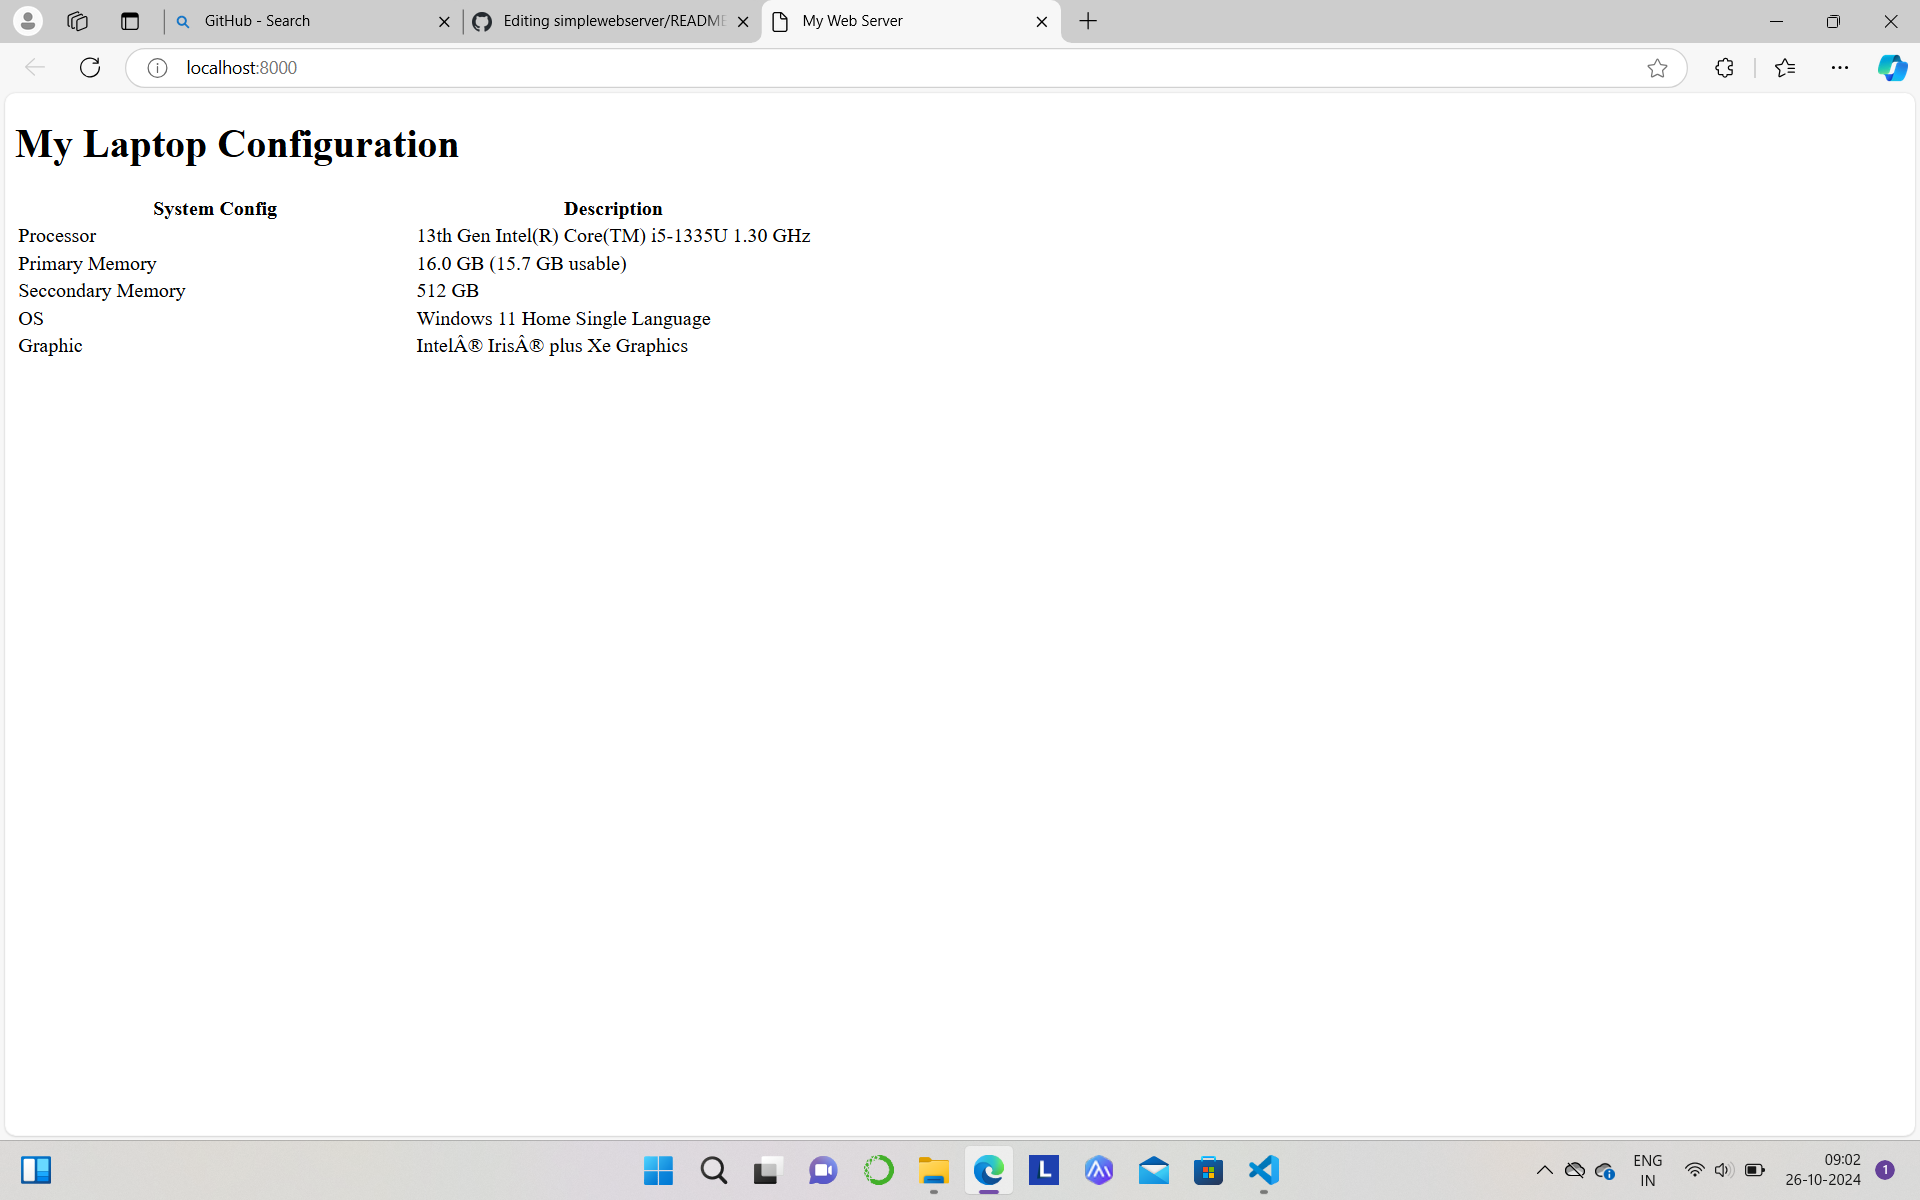 GitHub - Search
Editing simplewebserver/README
My Web Server
localhost:8000
My Laptop Configuration
System Config Description
Processor 13th Gen Intel(R) Core(TM) i5-1335U 1.30 GHz
Primary Memory 16.0 GB (15.7 GB usable)
Seccondary Memory 512 GB
OS Windows 11 Home Single Language
Graphic IntelÂ® IrisÂ® plus Xe Graphics
L
ENG
IN
09:02
26-10-2024
1